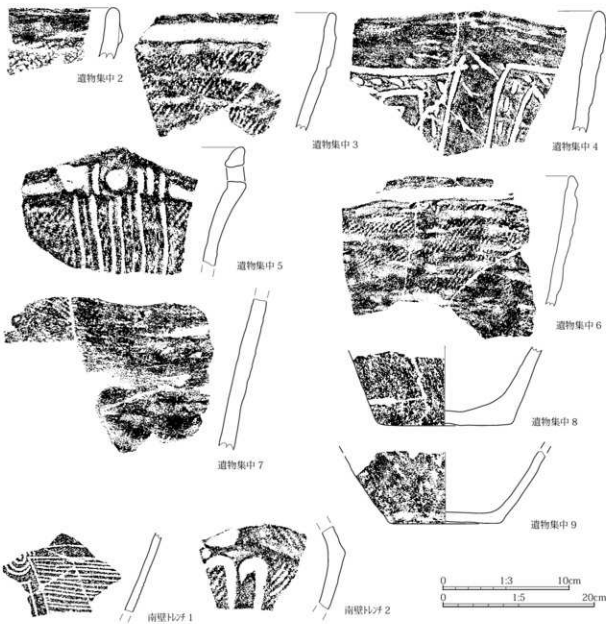 遺物集中 2
遺物集中 3
遺物集中 4
遺物集中 5
遺物集中 6
遺物集中 7
遺物集中 8
遺物集中 9
南壁トレンチ 1
南壁トレンチ 2
0 1:3 10cm
0 1:5 20cm